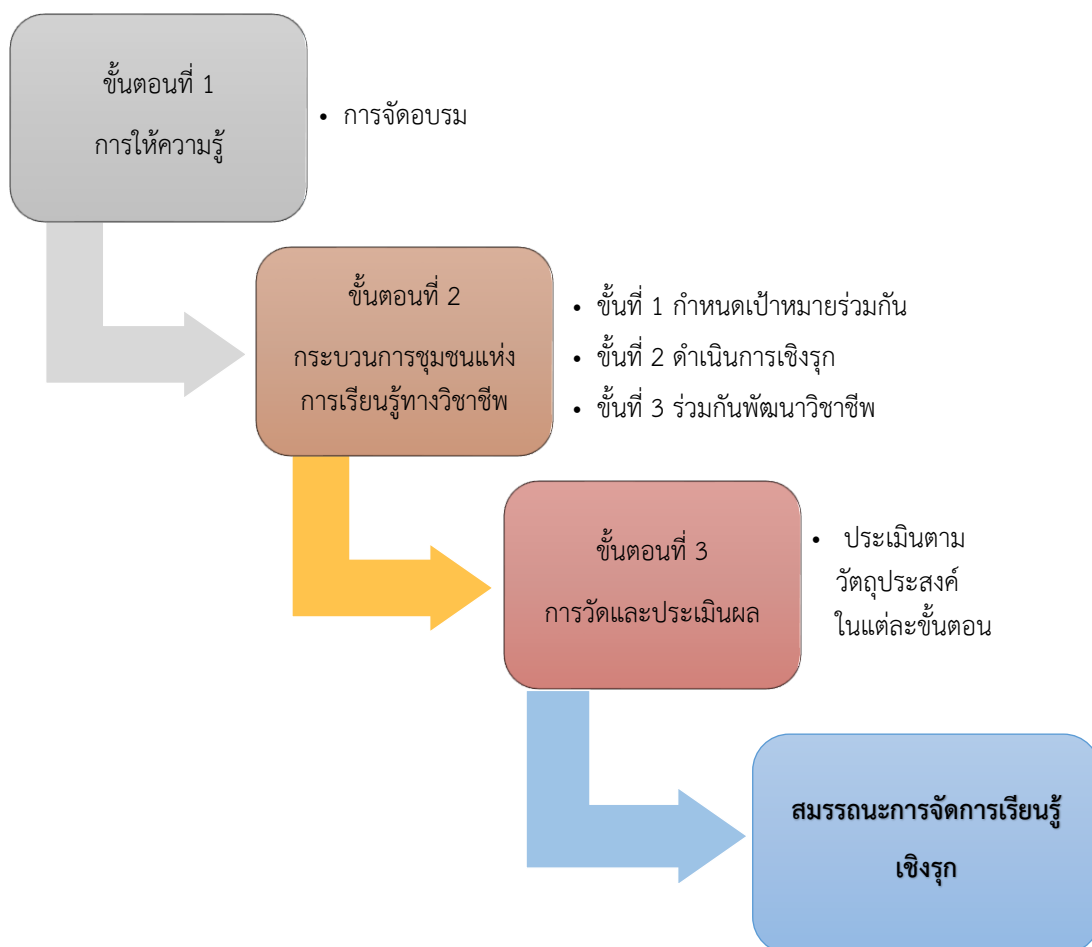 ขั้นตอนที่ 1
การให้ความรู้
• การจัดอบรม
ขั้นตอนที่ 2
กระบวนการชุมชนแห่ง
การเรียนรู้ทางวิชาชีพ
• ขั้นที่ 1 กำหนดเป้าหมายร่วมกัน
• ขั้นที่ 2 ดำเนินการเชิงรุก
• ขั้นที่ 3 ร่วมกันพัฒนาวิชาชีพ
ขั้นตอนที่ 3
การวัดและประเมินผล
• ประเมินตาม
วัตถุประสงค์
ในแต่ละขั้นตอน
สมรรถนะการจัดการเรียนรู้
เชิงรุก